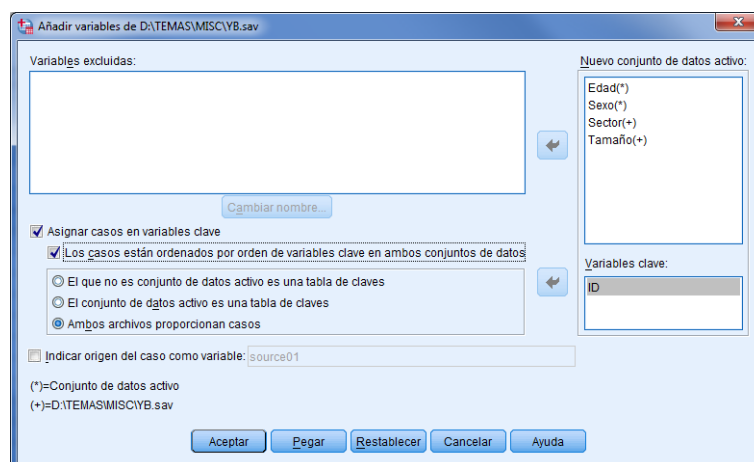 Añadir variables de D:\TEMAS\MISC\YB.sav
Variables excluidas:
Cambiar nombre...
Asignar casos en variables clave
Los casos están ordenados por orden de variables clave en ambos conjuntos de datos
El que no es conjunto de datos activo es una tabla de claves
El conjunto de datos activo es una tabla de claves
Ambos archivos proporcionan casos
Indicar origen del caso como variable: source01
(*)=Conjunto de datos activo
(+)=D:\TEMAS\MISC\YB.sav
Nuevo conjunto de datos activo:
Edad(*)
Sexo(*)
Sector(+)
Tamaño(+)
Variables clave:
ID
Aceptar Pegar Restablecer Cancelar Ayuda